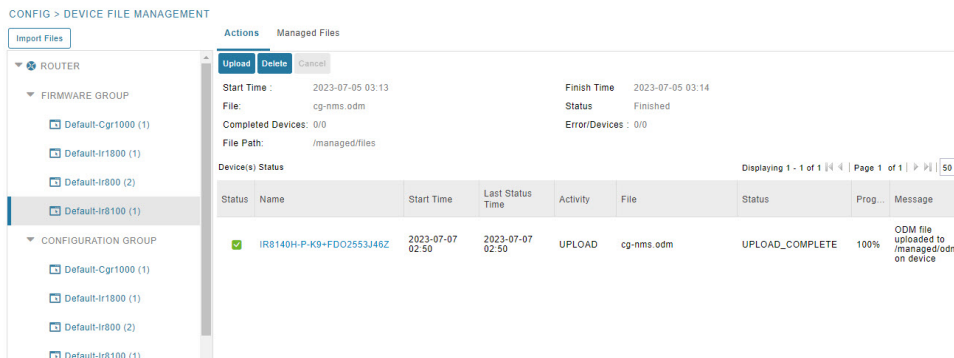 CONFIG > DEVICE FILE MANAGEMENT
Import Files
Actions Managed Files
ROUTER
FIRMWARE GROUP
Default-Cgr1000 (1)
Default-Ir1800 (1)
Default-Ir800 (2)
Default-Ir8100 (1)
CONFIGURATION GROUP
Default-Cgr1000 (1)
Default-Ir1800 (1)
Default-Ir800 (2)
Default-Ir8100 (1)
Upload Delete Cancel
Start Time : 2023-07-05 03:13 Finish Time 2023-07-05 03:14
File: cg-nms.odm Status Finished
Completed Devices: 0/0 Error/Devices : 0/0
File Path: /managed/files
Device(s) Status Displaying 1 - 1 of 1 Page 1 of 1 50
Status Name Start Time Last Status Time Activity File Status Prog... Message
IR8140H-P-K9+FDO2553J46Z 2023-07-07 02:50 2023-07-07 02:50 UPLOAD cg-nms.odm UPLOAD_COMPLETE 100% ODM file uploaded to /managed/odm on device